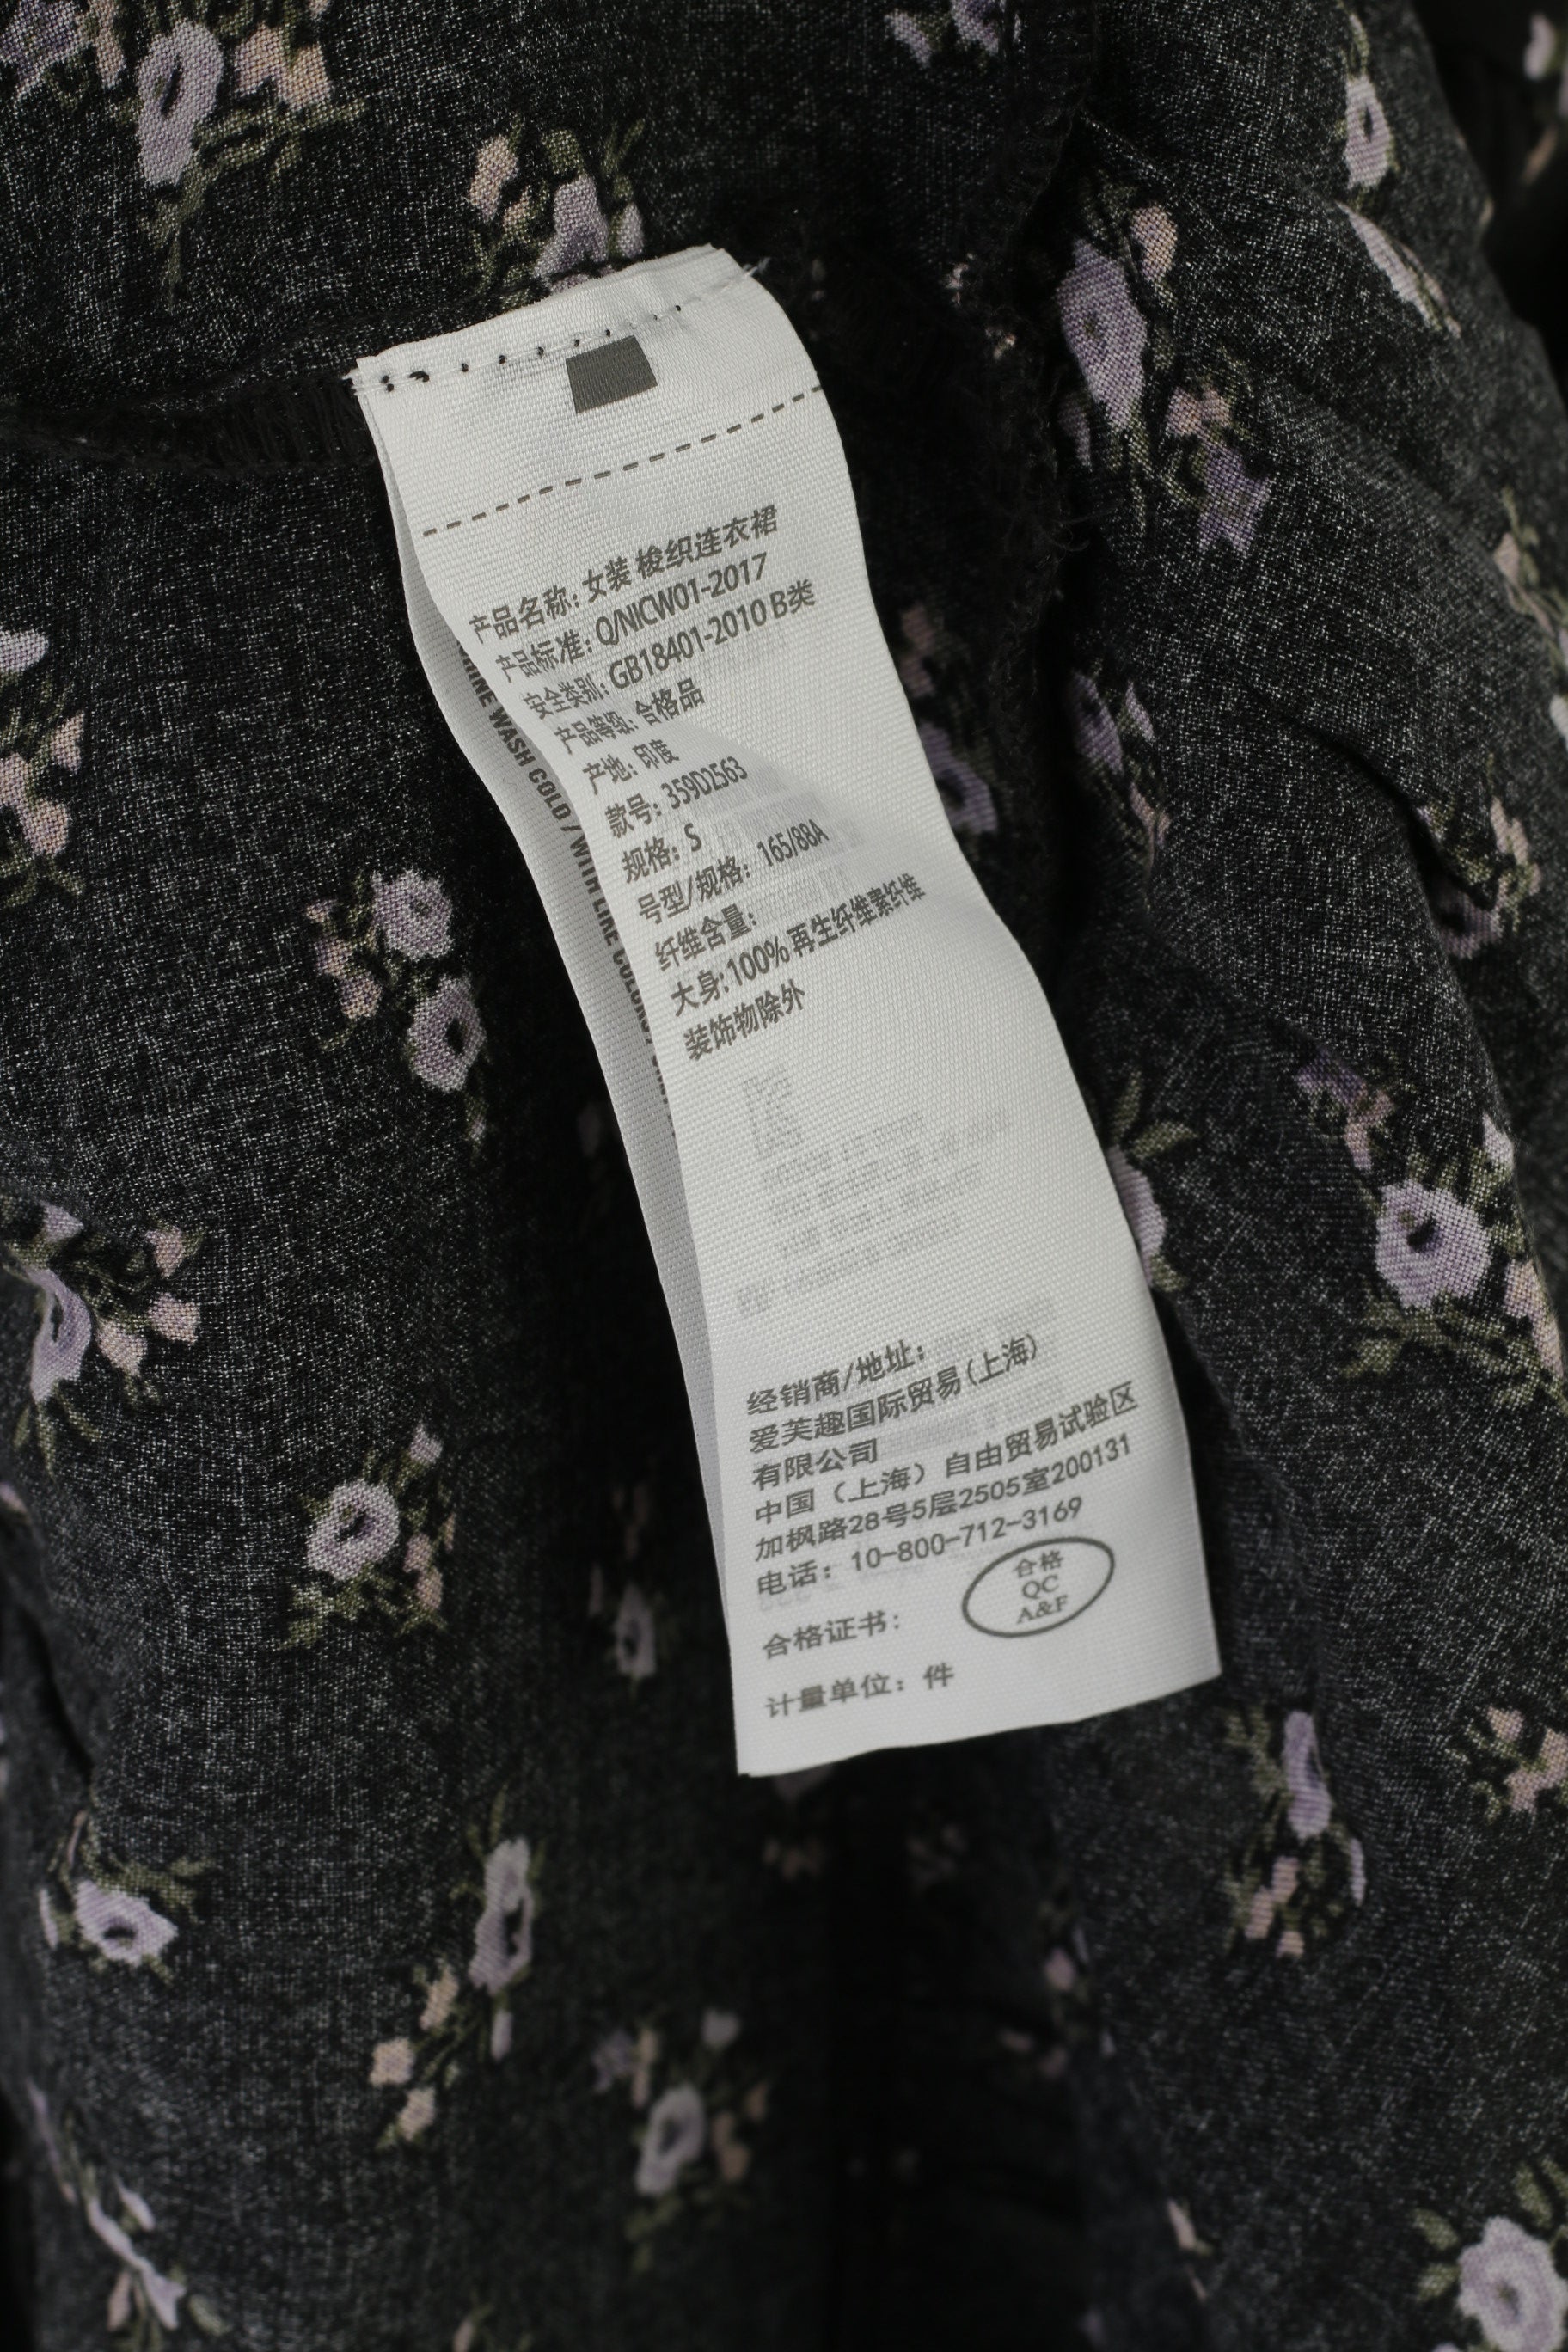 产品名称: 女装 梭织连衣裙
产品标准: Q/NICW01-2017
安全类别: GB18401-2010 B类
产品等级: 合格品
产地: 印度
款号: 359D2563
规格: S
号型/规格: 165/88A
纤维含量:
大身: 100% 再生纤维素纤维
装饰物除外
经销商/地址:
爱芙趣国际贸易(上海)
有限公司
中国（上海）自由贸易试验区
加枫路28号5层2505室200131
电话: 10-800-712-3169
合格证书:
合格
QC
A&F
计量单位: 件
WASH COLD / WITH LIKE